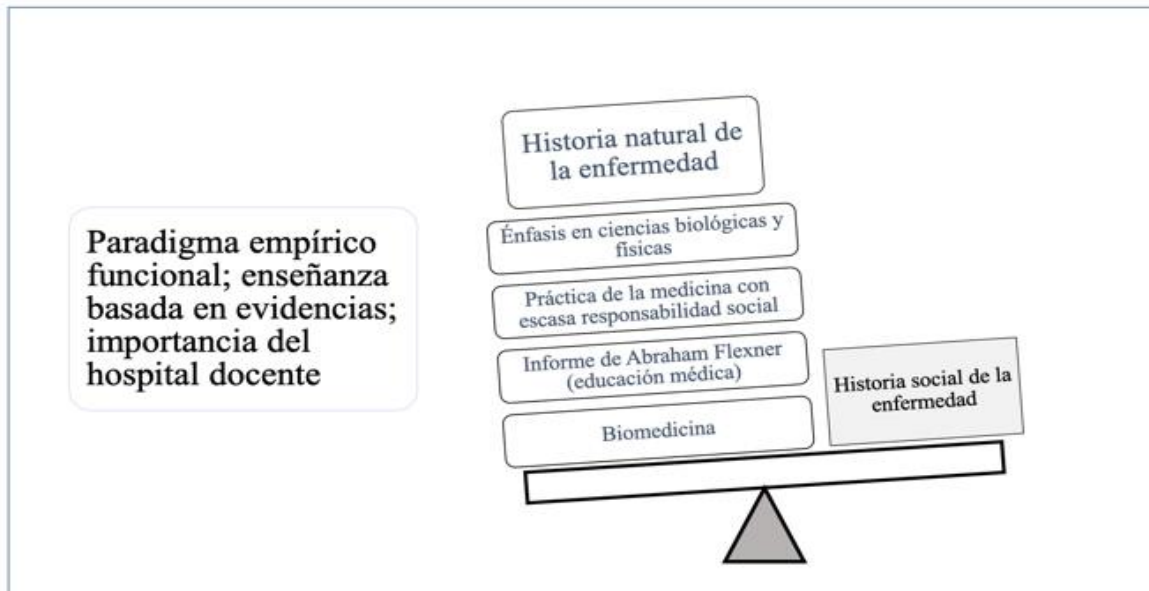 Paradigma empírico
funcional; enseñanza
basada en evidencias;
importancia del
hospital docente
Historia natural de
la enfermedad
Énfasis en ciencias biológicas y
físicas
Práctica de la medicina con
escasa responsabilidad social
Informe de Abraham Flexner
(educación médica)
Biomedicina
Historia social de la
enfermedad